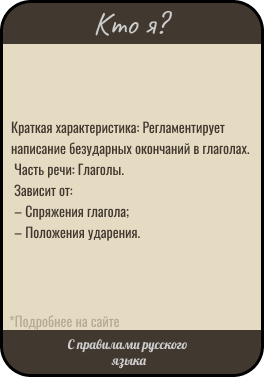 Кто я?
Краткая характеристика: Регламентирует
написание безударных окончаний в глаголах.
Часть речи: Глаголы.
Зависит от:
– Спряжения глагола;
– Положения ударения.
*Подробнее на сайте
С правилами русского
языка